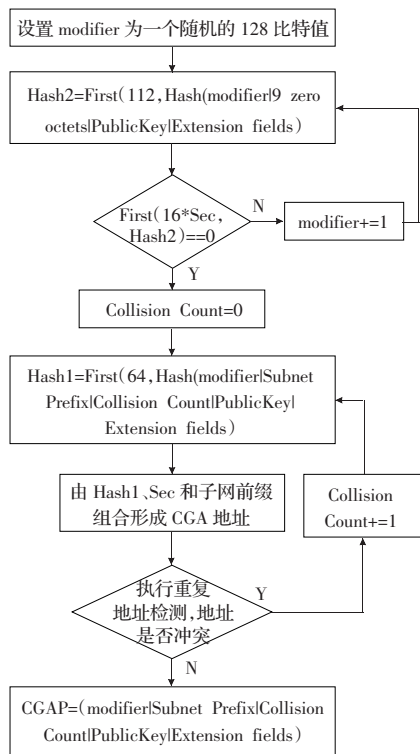 设置 modifier 为一个随机的 128 比特值
Hash2=First(112,Hash(modifier|9 zero
octets|PublicKey|Extension fields)
First(16*Sec,
Hash2)==0
N
modifier+=1
Y
Collision Count=0
Hash1=First(64,Hash(modifier|Subnet
Prefix|Collision Count|PublicKey|
Extension fields)
由 Hash1、Sec 和子网前缀
组合形成 CGA 地址
Collision
Count+=1
执行重复
地址检测,地址
是否冲突
Y
N
CGAP=(modifier|Subnet Prefix|Collision
Count|PublicKey|Extension fields)